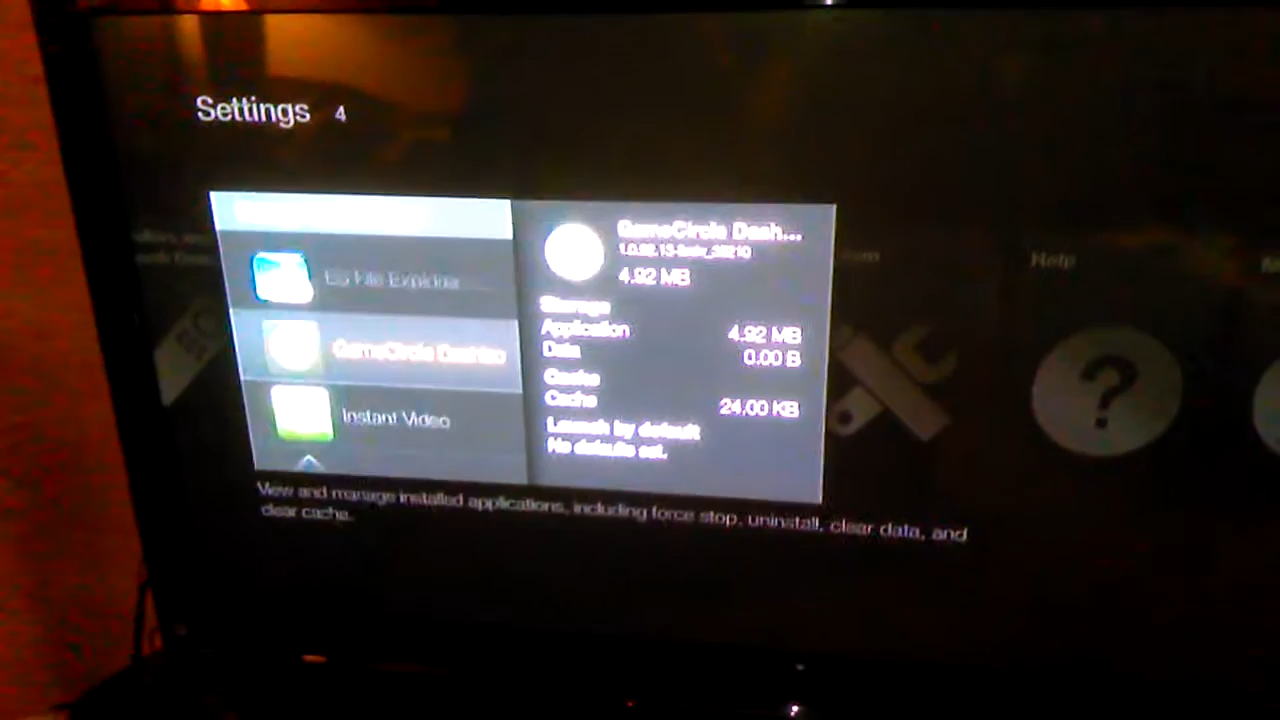 Settings 4
ES File Explorer
GameCircle Dashbo
Instant Video
GameCircle Dash...
4.92 MB
Storage
Application 4.92 MB
Data 0.00 B
Cache
Cache 24.00 KB
Launch by default
No defaults set.
View and manage installed applications, including force stop, uninstall, clear data, and
clear cache.
Help